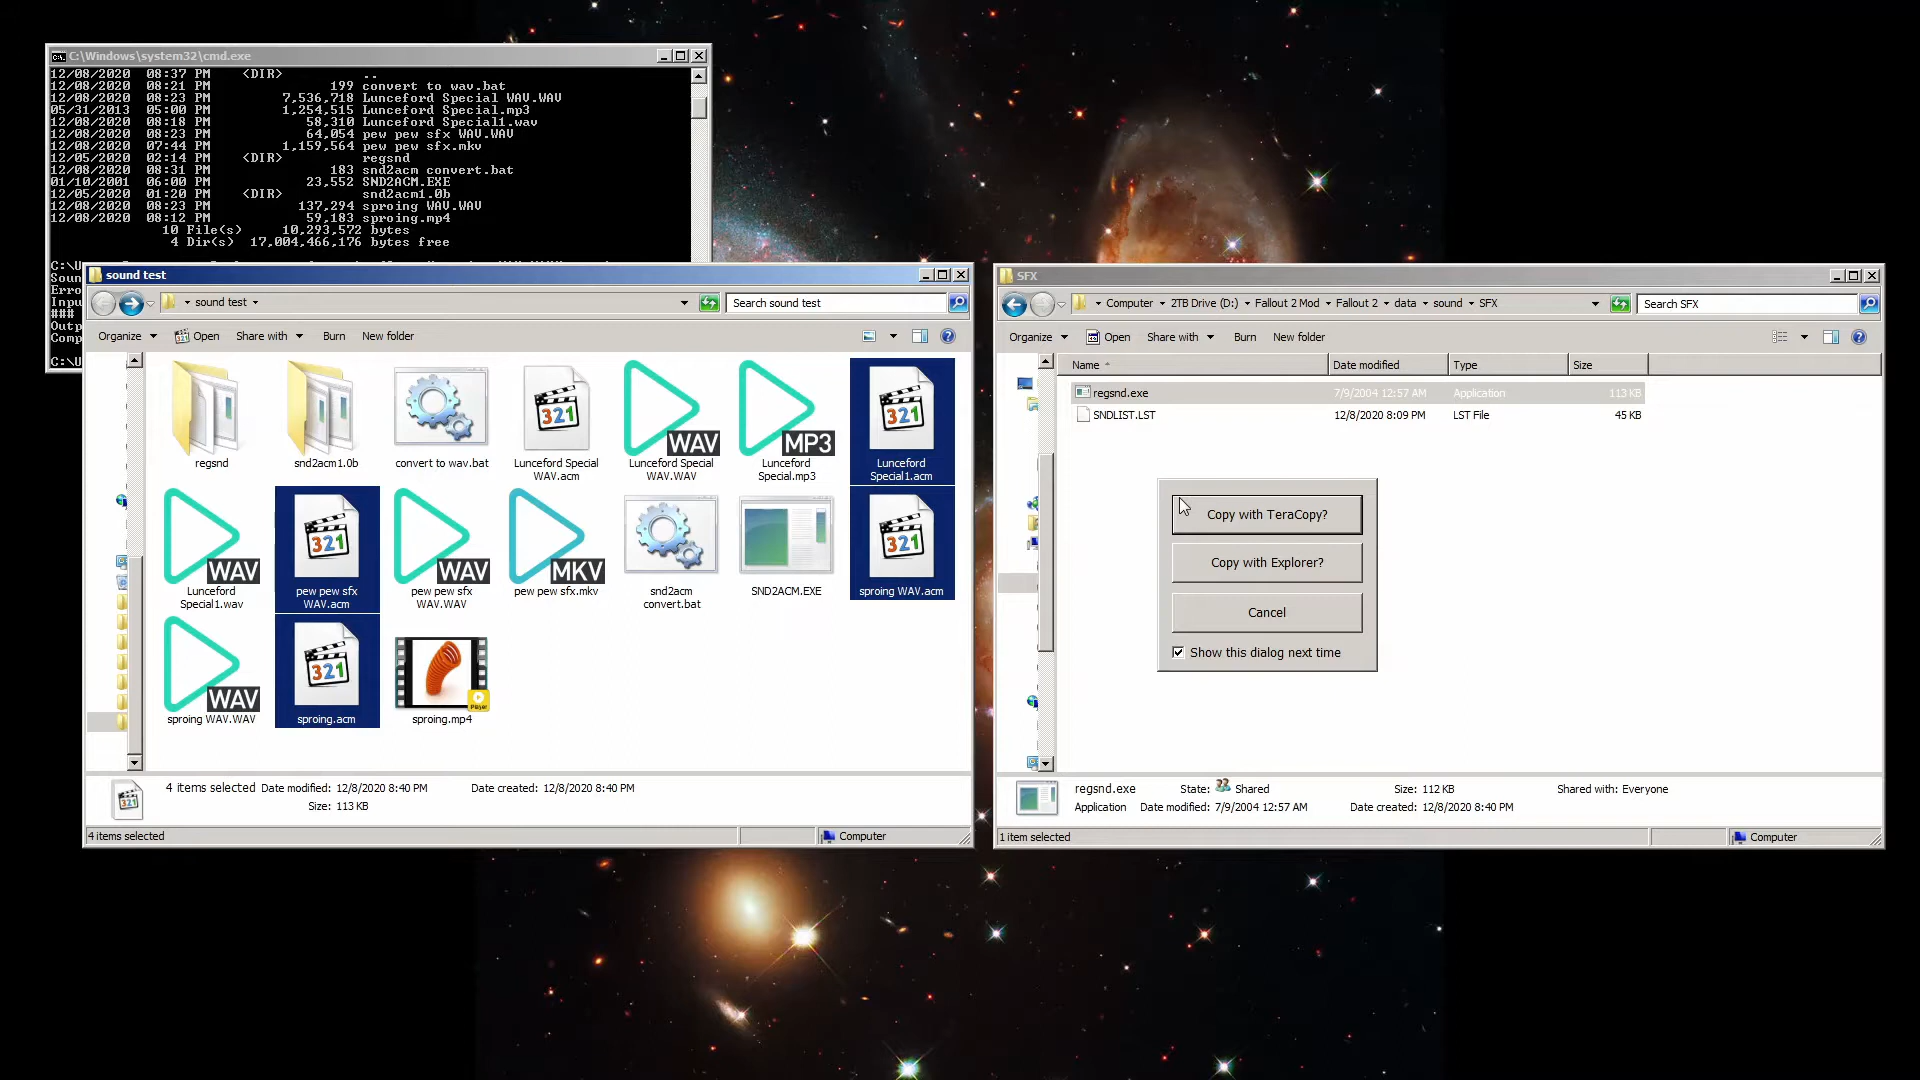 C:\Windows\system32\cmd.exe
12/08/2020 08:37 PM <DIR> ..
12/08/2020 08:21 PM 199 convert to wav.bat
12/08/2020 08:23 PM 7,536,718 Lunceford Special WAV.WAV
05/31/2013 05:00 PM 1,254,515 Lunceford Special.mp3
12/08/2020 08:18 PM 58,310 Lunceford Special1.wav
12/08/2020 08:23 PM 64,054 pew pew sfx WAV.WAV
12/08/2020 07:44 PM 1,159,564 pew pew sfx.mkv
12/05/2020 02:14 PM <DIR> regsnd
12/08/2020 08:31 PM 183 snd2acm convert.bat
01/10/2001 06:00 PM 23,552 SND2ACM.EXE
12/05/2020 01:20 PM <DIR> snd2acm1.0b
12/08/2020 08:23 PM 137,294 sproing WAV.WAV
12/08/2020 08:12 PM 59,183 sproing.mp4
10 File(s) 10,293,572 bytes
4 Dir(s) 17,004,466,176 bytes free
C:\U
Soun
Erro
Inpu
###
Outp
Comp
C:\U
sound test
sound test
Search sound test
Organize Open Share with Burn New folder
regsnd
snd2acm1.0b
convert to wav.bat
321
Lunceford Special
WAV.acm
WAV
Lunceford Special
WAV.WAV
MP3
Lunceford
Special.mp3
321
Lunceford
Special1.acm
WAV
Lunceford
Special1.wav
321
pew pew sfx
WAV.acm
WAV
pew pew sfx
WAV.WAV
MKV
pew pew sfx.mkv
snd2acm
convert.bat
SND2ACM.EXE
321
sproing WAV.acm
WAV
sproing WAV.WAV
321
sproing.acm
Player
sproing.mp4
321
4 items selected Date modified: 12/8/2020 8:40 PM Date created: 12/8/2020 8:40 PM
Size: 113 KB
4 items selected
Computer
SFX
Computer 2TB Drive (D:) Fallout 2 Mod Fallout 2 data sound SFX
Search SFX
Organize Open Share with Burn New folder
Name Date modified Type Size
regsnd.exe 7/9/2004 12:57 AM Application 113 KB
SNDLIST.LST 12/8/2020 8:09 PM LST File 45 KB
Copy with TeraCopy?
Copy with Explorer?
Cancel
Show this dialog next time
regsnd.exe State: Shared Size: 112 KB Shared with: Everyone
Application Date modified: 7/9/2004 12:57 AM Date created: 12/8/2020 8:40 PM
1 item selected
Computer